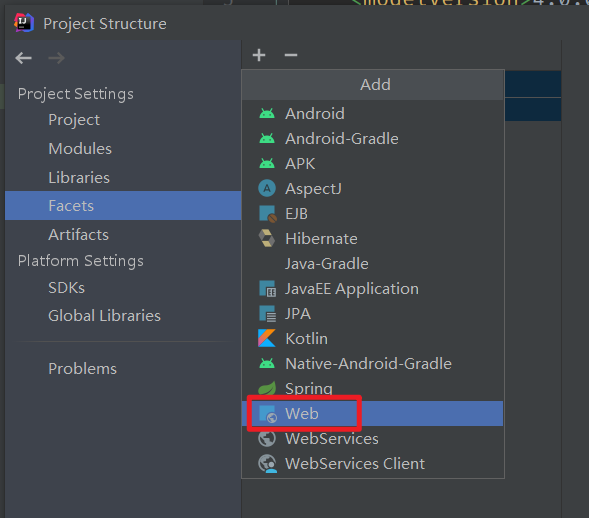 <modelVersion>4.0.
Project Structure
Project Settings
Project
Modules
Libraries
Facets
Artifacts
Platform Settings
SDKs
Global Libraries
Problems
Add
Android
Android-Gradle
APK
AspectJ
EJB
Hibernate
Java-Gradle
JavaEE Application
JPA
Kotlin
Native-Android-Gradle
Spring
Web
WebServices
WebServices Client